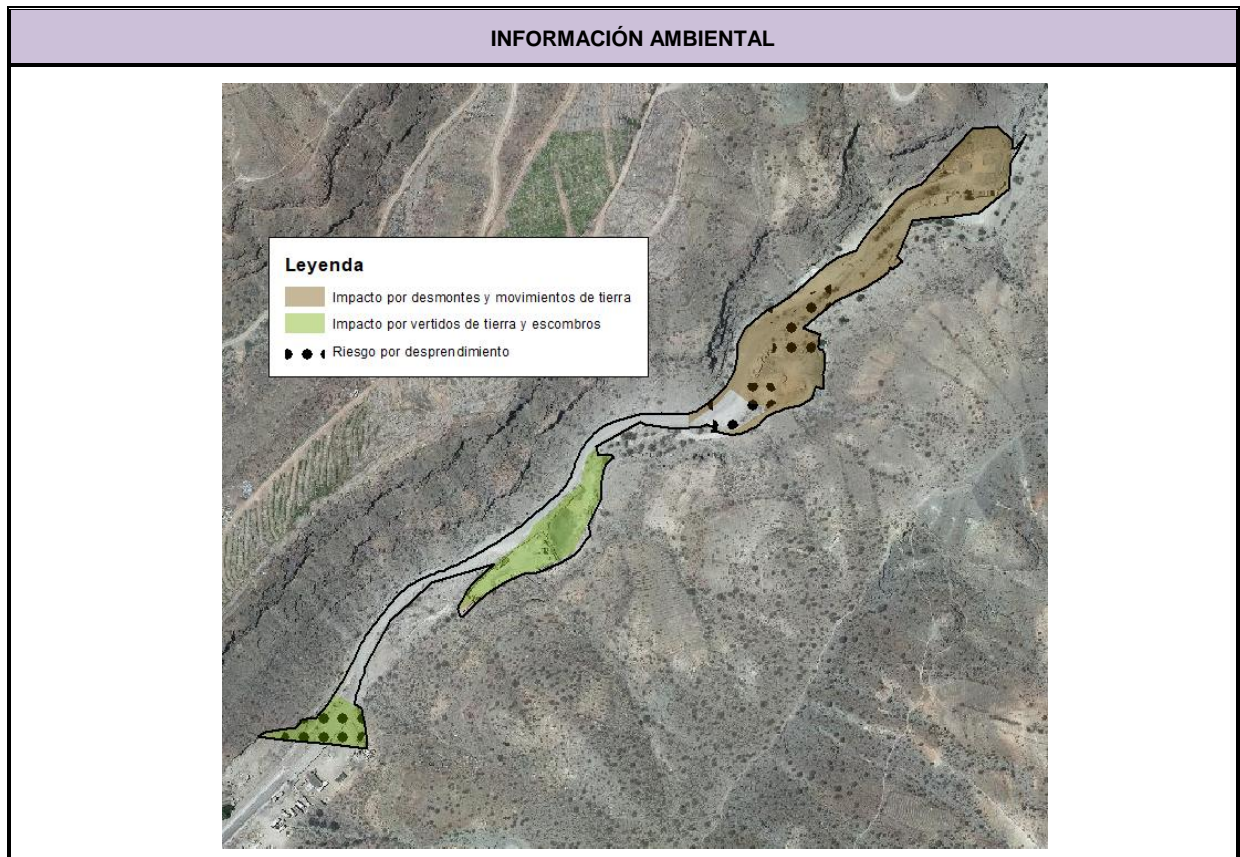 INFORMACIÓN AMBIENTAL
Leyenda
Impacto por desmontes y movimientos de tierra
Impacto por vertidos de tierra y escombros
Riesgo por desprendimiento